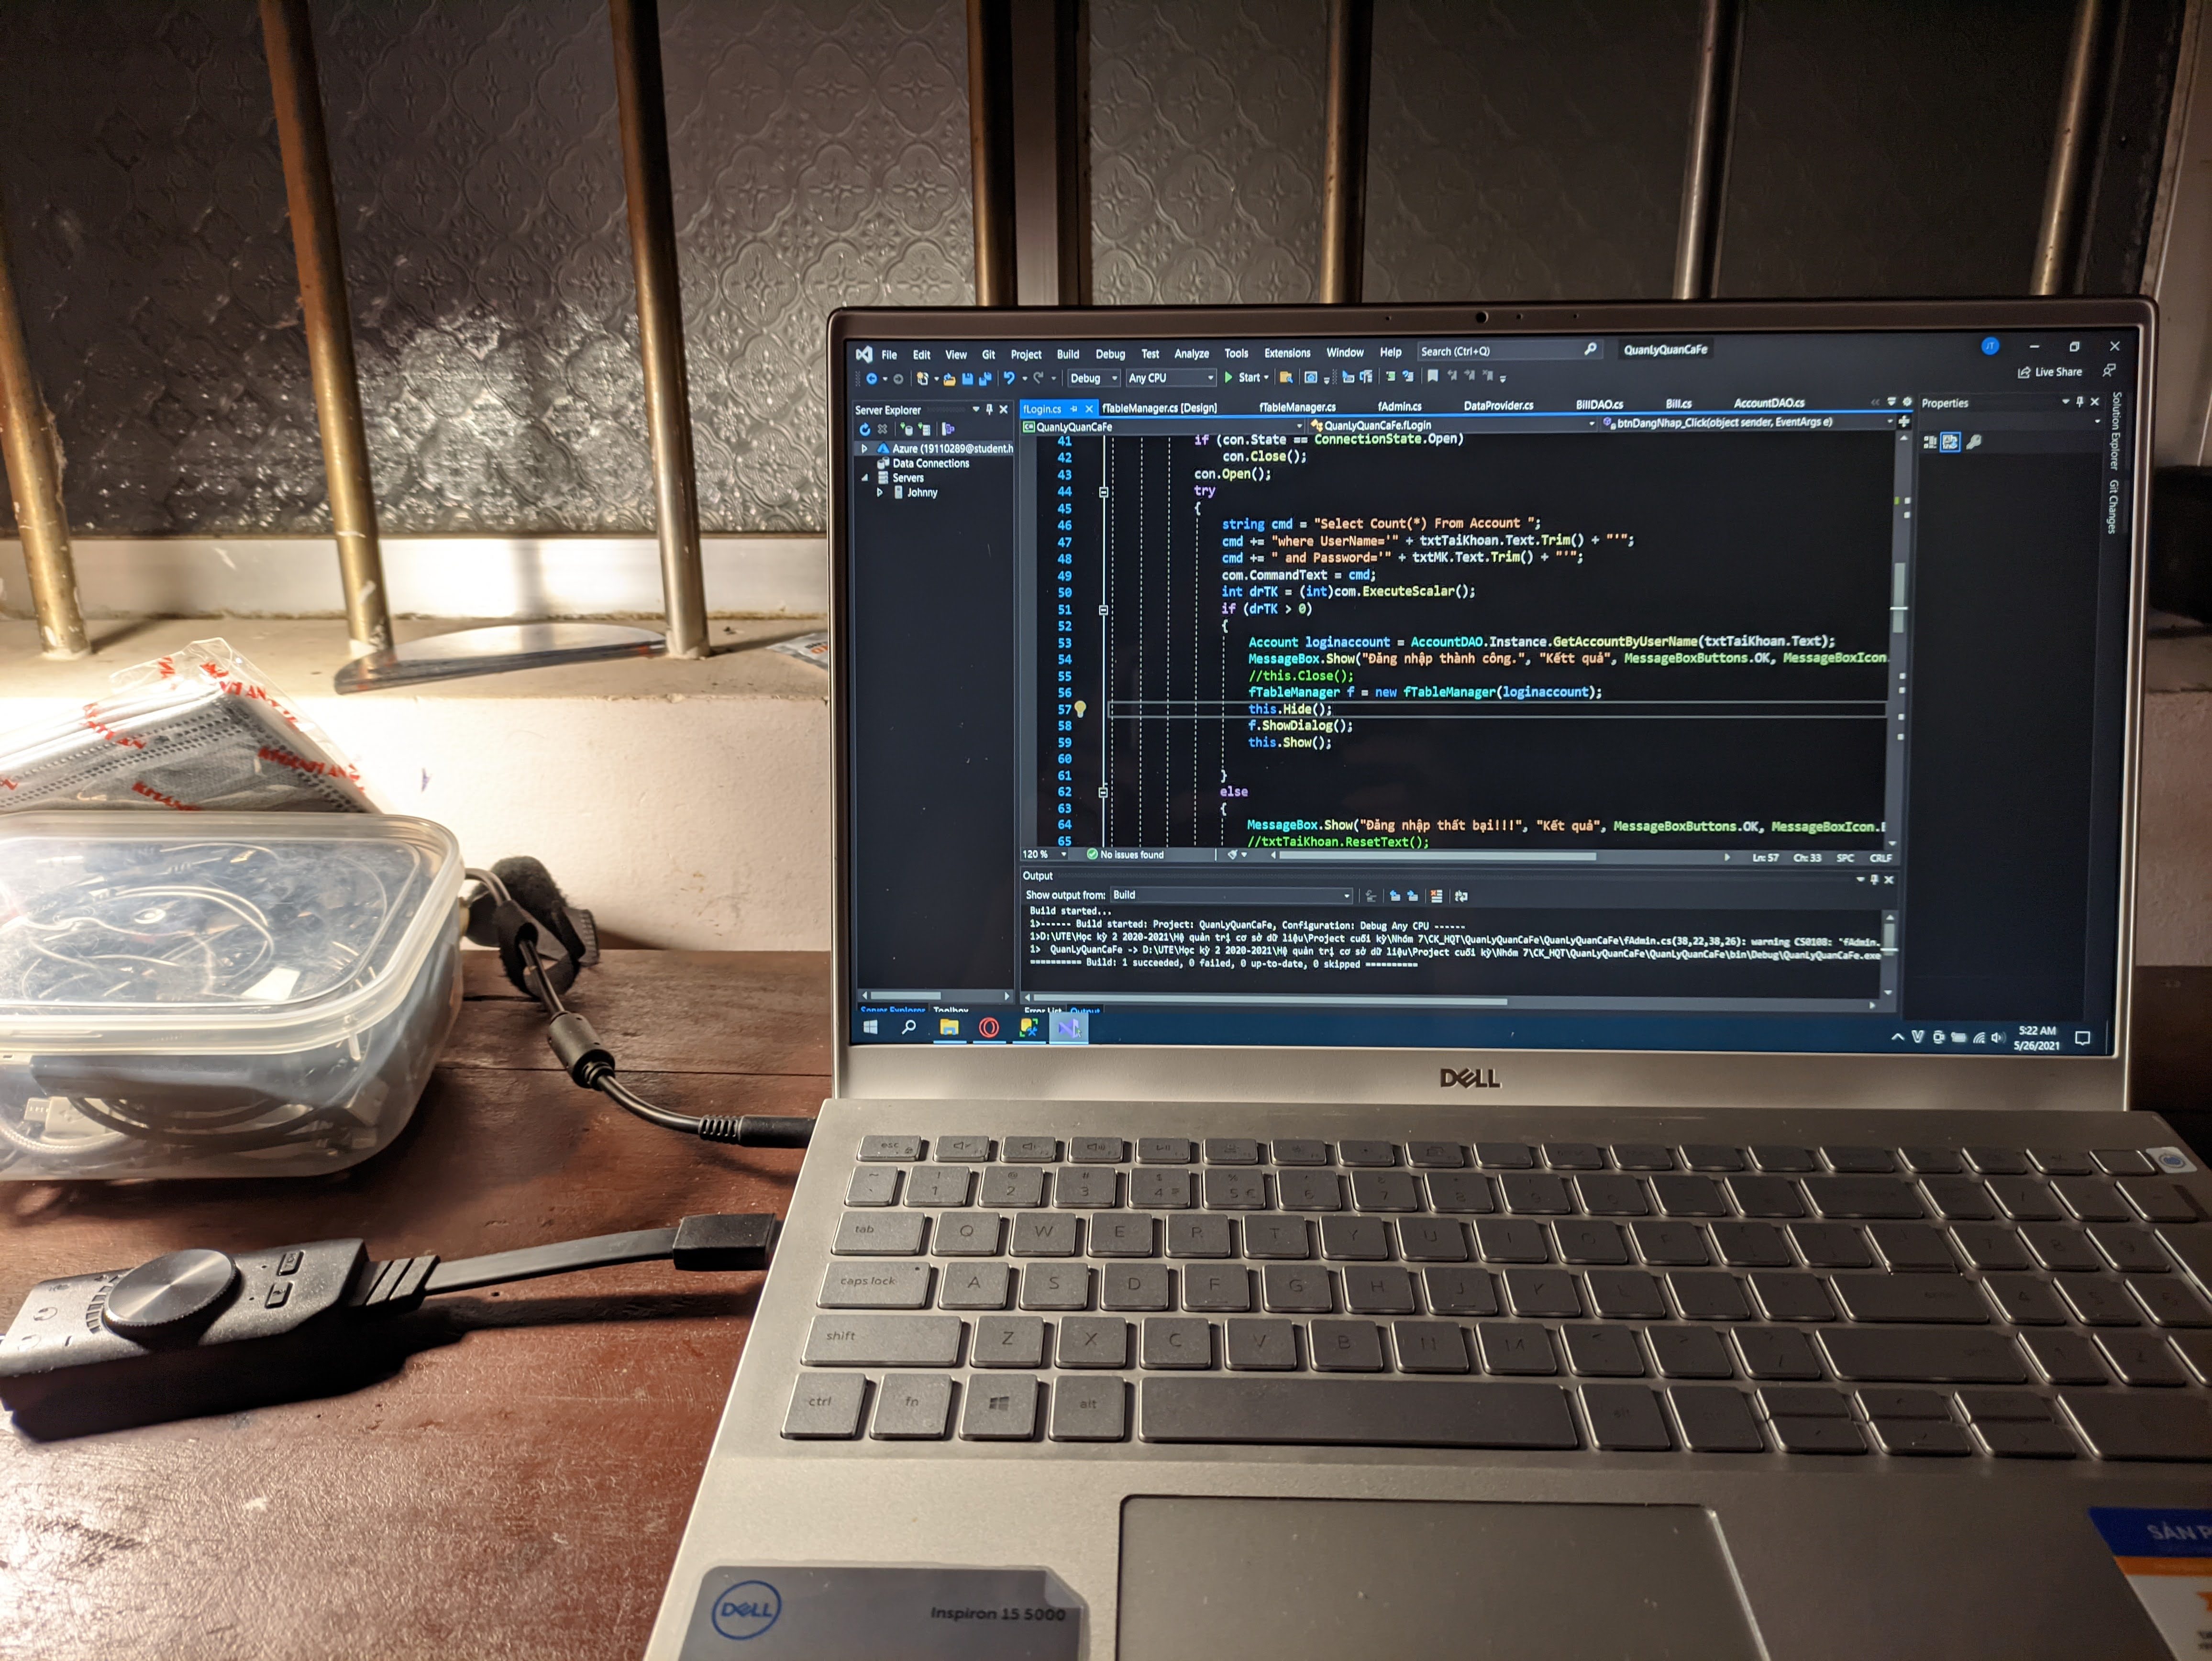 File Edit View Git Project Build Debug Test Analyze Tools Extensions Window Help Search (Ctrl+Q) QuanLyQuanCaFe JT
Debug Any CPU Start Live Share
Server Explorer
Azure (19110289@student.h
Data Connections
Servers
Johnny
fLogin.cs fTableManager.cs [Design] fTableManager.cs fAdmin.cs DataProvider.cs BillDAO.cs Bill.cs AccountDAO.cs
QuanLyQuanCaFe QuanLyQuanCaFe.fLogin btnDangNhap_Click(object sender, EventArgs e)
41 if (con.State == ConnectionState.Open)
42 con.Close();
43 con.Open();
44 try
45 {
46 string cmd = "Select Count(*) From Account ";
47 cmd += "where UserName='" + txtTaiKhoan.Text.Trim() + "'";
48 cmd += " and Password='" + txtMK.Text.Trim() + "'";
49 com.CommandText = cmd;
50 int drTK = (int)com.ExecuteScalar();
51 if (drTK > 0)
52 {
53 Account loginaccount = AccountDAO.Instance.GetAccountByUserName(txtTaiKhoan.Text);
54 MessageBox.Show("Đăng nhập thành công.", "Kếtt quả", MessageBoxButtons.OK, MessageBoxIcon.
55 //this.Close();
56 fTableManager f = new fTableManager(loginaccount);
57 this.Hide();
58 f.ShowDialog();
59 this.Show();
60
61 }
62 else
63 {
64 MessageBox.Show("Đăng nhập thất bại!!!", "Kết quả", MessageBoxButtons.OK, MessageBoxIcon.E
65 //txtTaiKhoan.ResetText();
120 % No issues found Ln: 57 Ch: 33 SPC CRLF
Properties
Solution Explorer Git Changes
Output
Show output from: Build
Build started...
1>------ Build started: Project: QuanLyQuanCaFe, Configuration: Debug Any CPU ------
1>D:\UTE\Học kỳ 2 2020-2021\Hệ quản trị cơ sở dữ liệu\Project cuối kỳ\Nhóm 7\CK_HQT\QuanLyQuanCaFe\QuanLyQuanCaFe\fAdmin.cs(38,22,38,26): warning CS0108: 'fAdmin.
1> QuanLyQuanCaFe -> D:\UTE\Học kỳ 2 2020-2021\Hệ quản trị cơ sở dữ liệu\Project cuối kỳ\Nhóm 7\CK_HQT\QuanLyQuanCaFe\QuanLyQuanCaFe\bin\Debug\QuanLyQuanCaFe.exe
========== Build: 1 succeeded, 0 failed, 0 up-to-date, 0 skipped ==========
Server Explorer Toolbox Error List Output
5:22 AM
5/26/2021
DELL
esc
1 2 3 4 5 6 7 8
tab Q W E R T Y U
caps lock A S D F G H J
shift Z X C V B N M
ctrl fn alt
DELL Inspiron 15 5000
SẢN